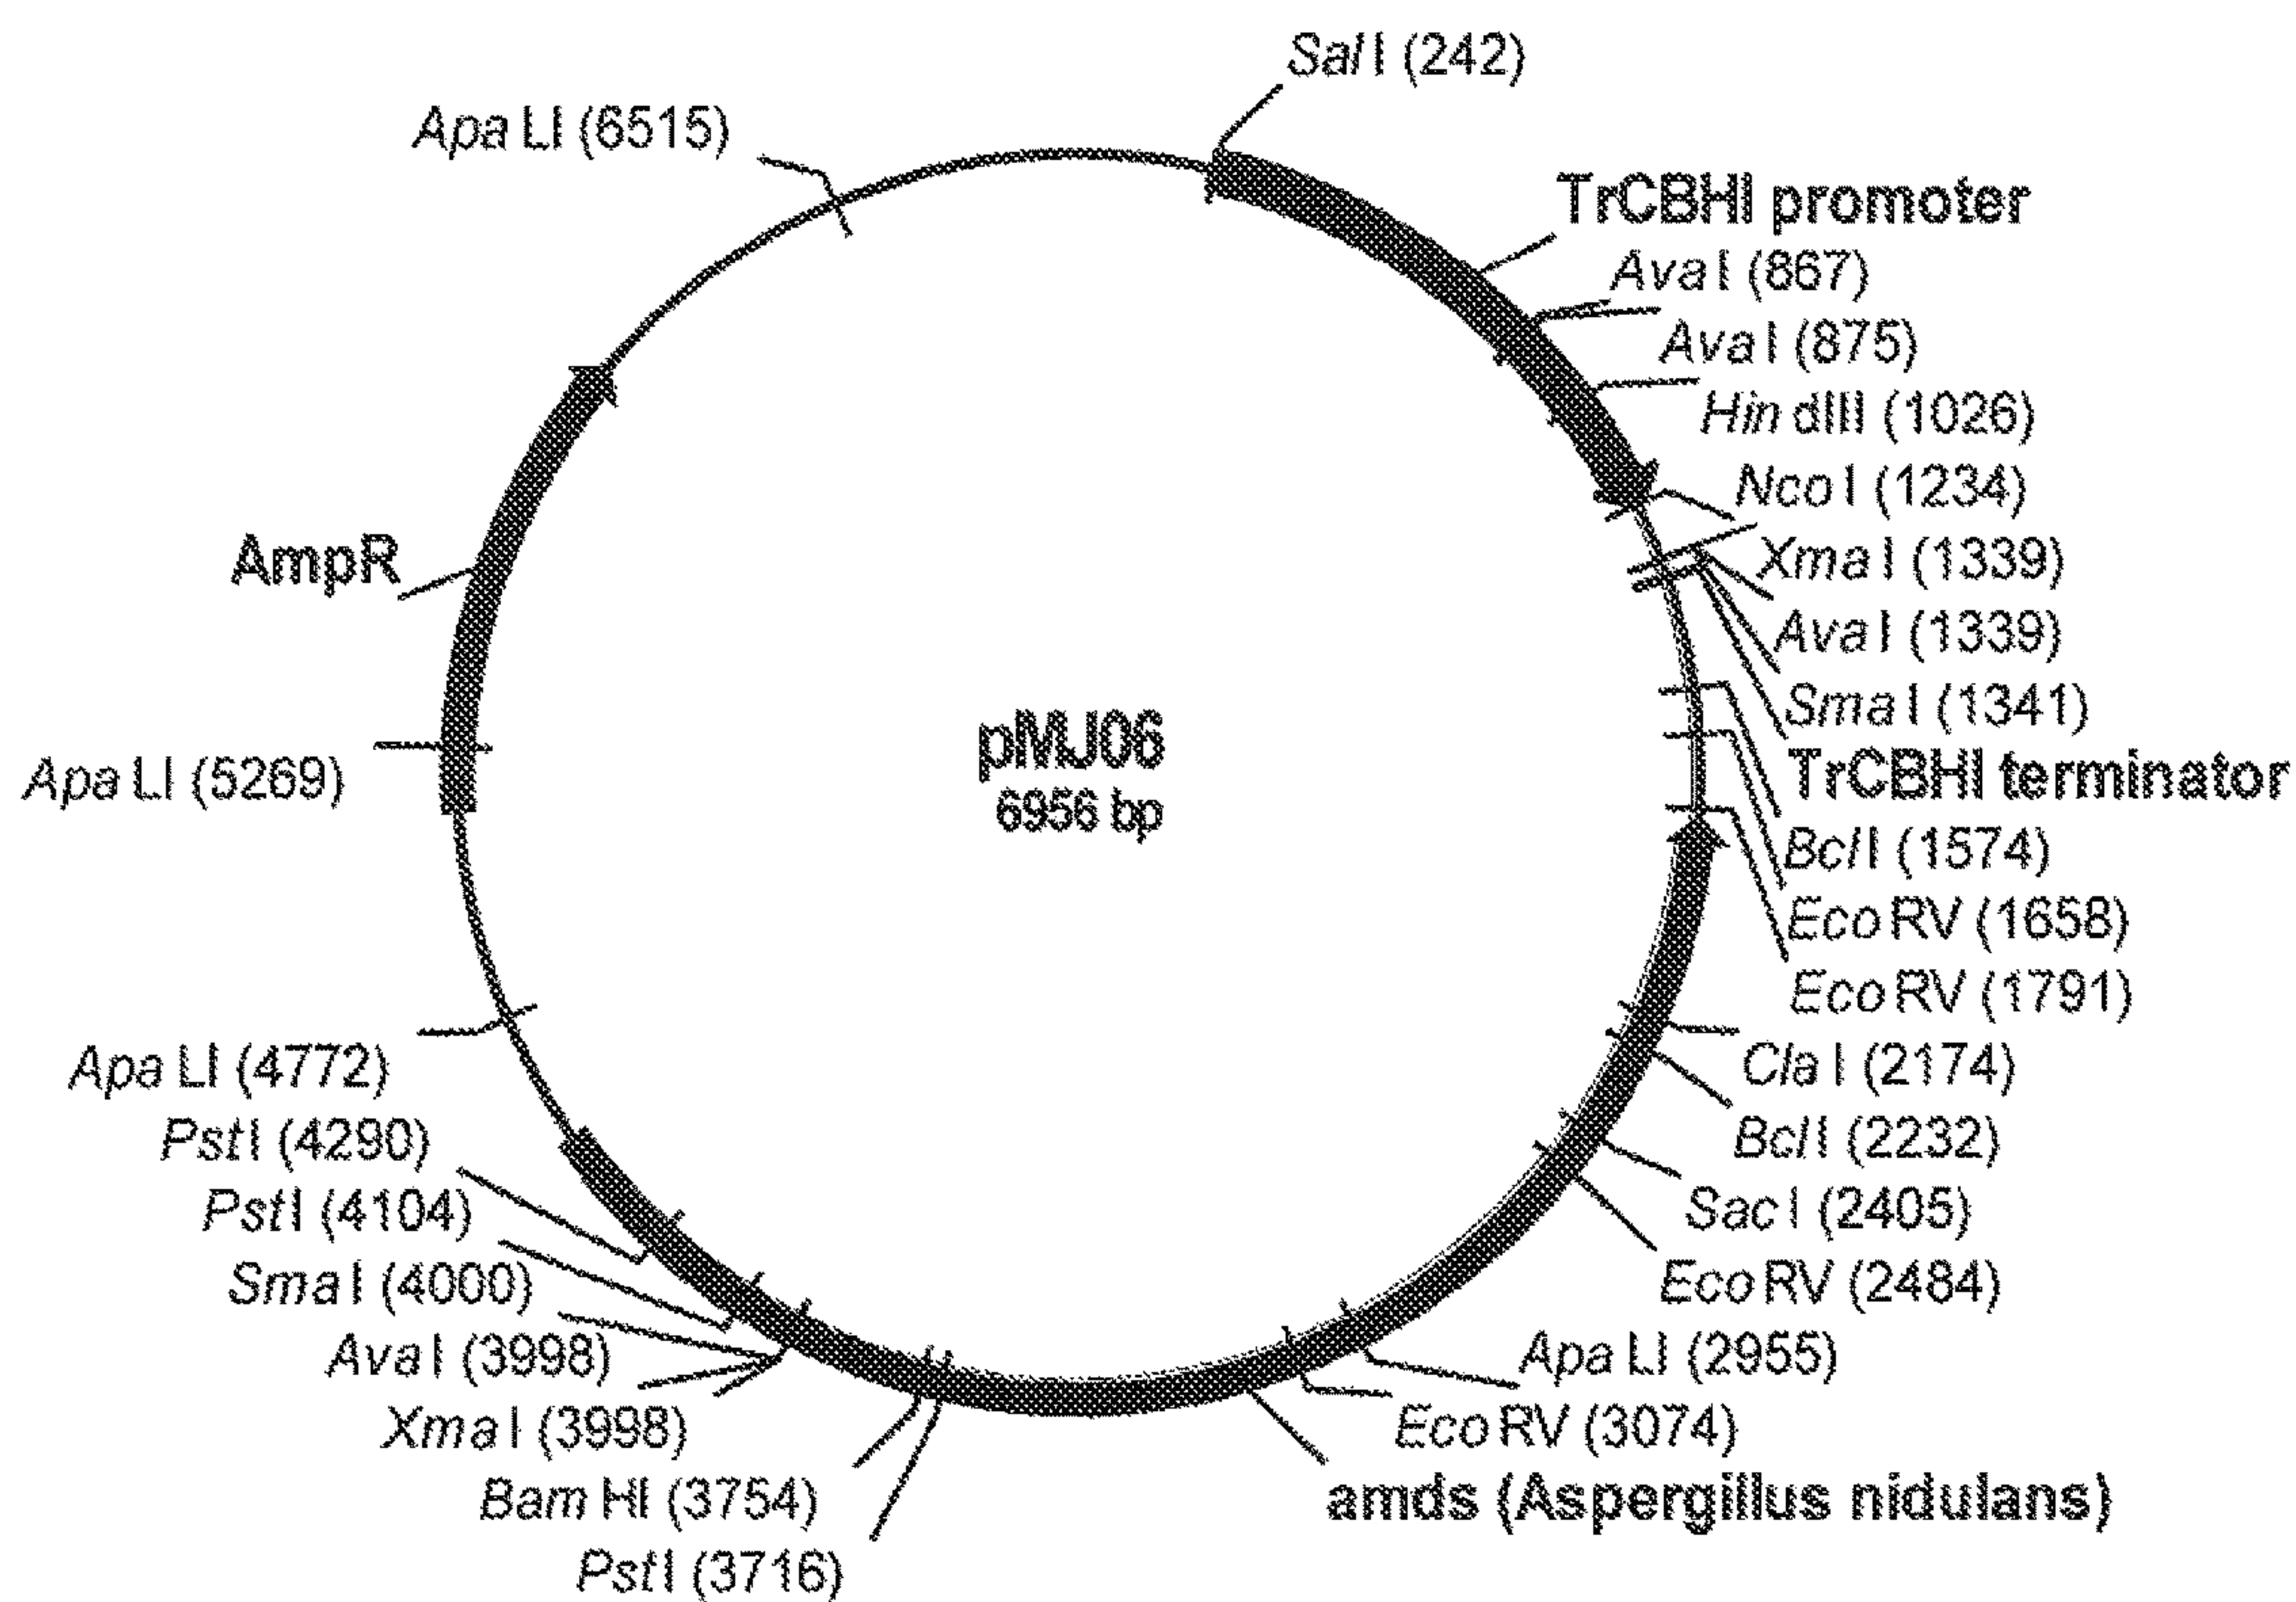 Sal I (242)
Apa LI (6515)
TrCBHI promoter
Ava I (867)
Ava I (875)
Hin dIII (1026)
Nco I (1234)
Xma I (1339)
Ava I (1339)
Sma I (1341)
TrCBHI terminator
Bcl I (1574)
Eco RV (1658)
Eco RV (1791)
Cla I (2174)
Bcl I (2232)
Sac I (2405)
Eco RV (2484)
Apa LI (2955)
Eco RV (3074)
amds (Aspergillus nidulans)
AmpR
pMJ06
6956 bp
Apa LI (5269)
Apa LI (4772)
Pst I (4290)
Pst I (4104)
Sma I (4000)
Ava I (3998)
Xma I (3998)
Bam HI (3754)
Pst I (3716)